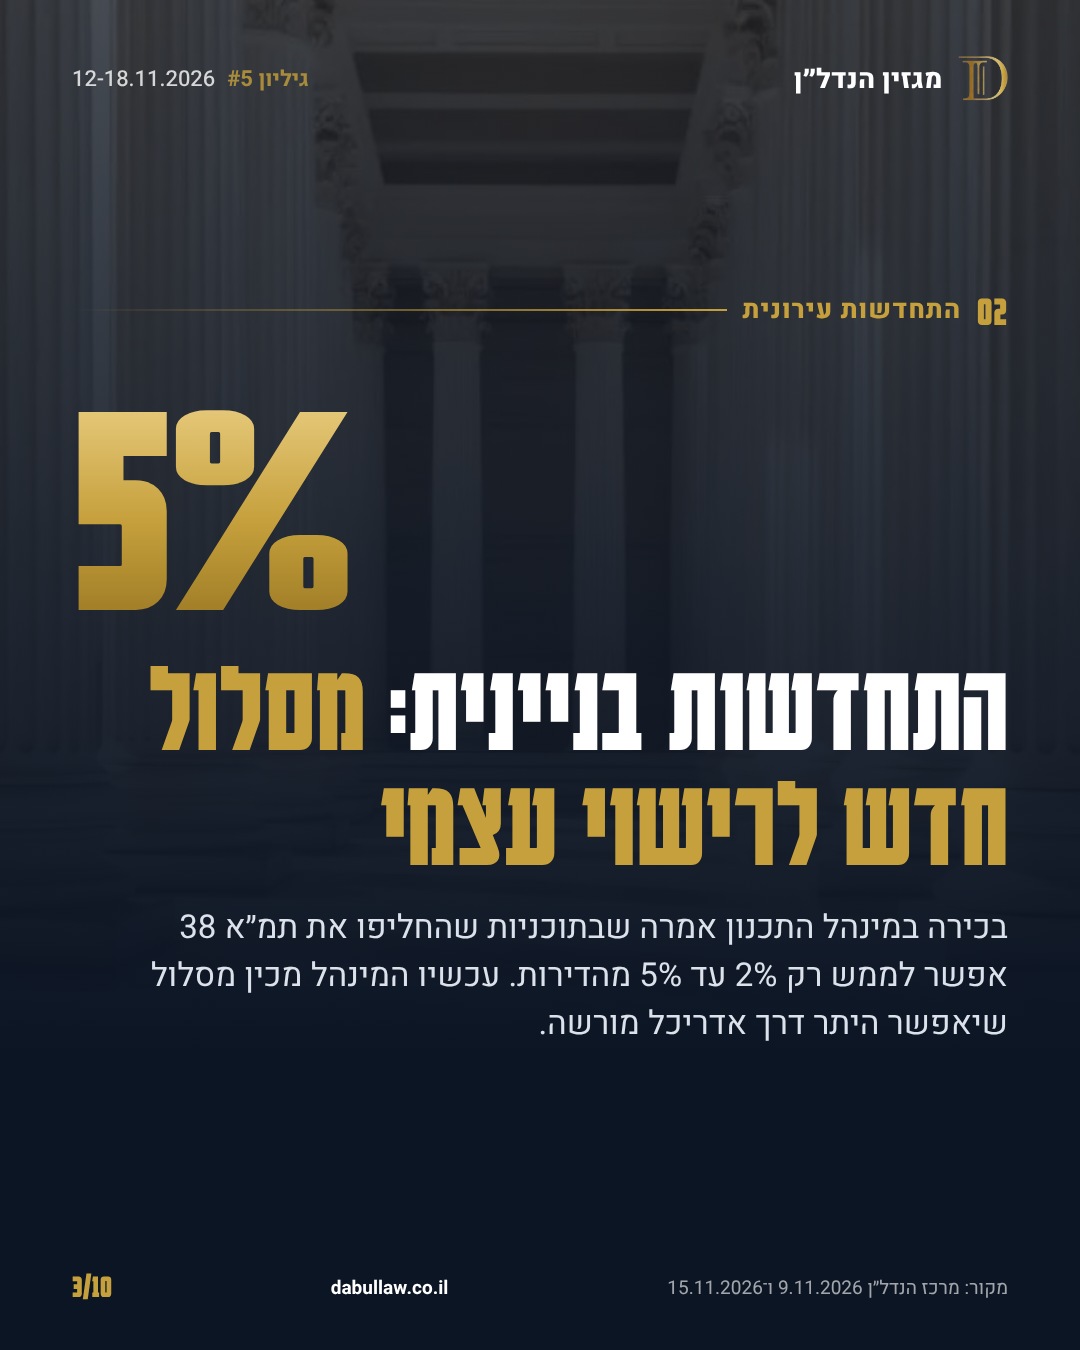 מגזין הנדל״ן
גיליון #5 12-18.11.2026
02 התחדשות עירונית
5%
התחדשות בניינית: מסלול
חדש לרישוי עצמי
בכירה במינהל התכנון אמרה שבתוכניות שהחליפו את תמ״א 38
אפשר לממש רק 2% עד 5% מהדירות. עכשיו המינהל מכין מסלול
שיאפשר היתר דרך אדריכל מורשה.
מקור: מרכז הנדל״ן 9.11.2026 ו־15.11.2026
dabullaw.co.il
3/10